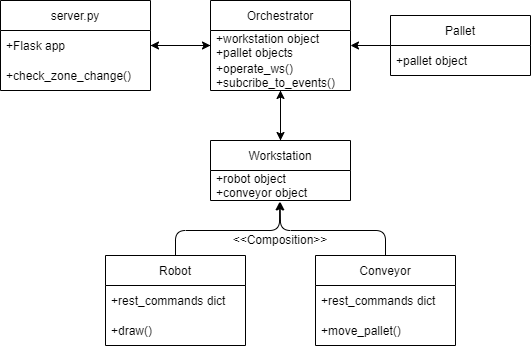 server.py
+Flask app
+check_zone_change()
Orchestrator
+workstation object
+pallet objects
+operate_ws()
+subcribe_to_events()
Pallet
+pallet object
Workstation
+robot object
+conveyor object
<<Composition>>
Robot
+rest_commands dict
+draw()
Conveyor
+rest_commands dict
+move_pallet()